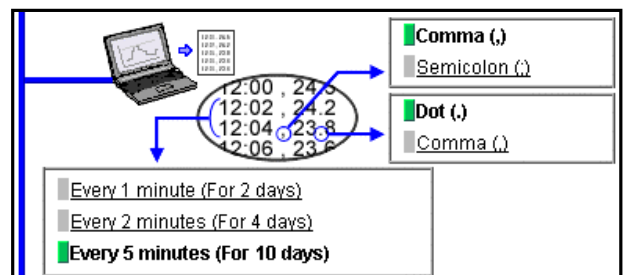 Comma (,)
Semicolon (;)
Dot (.)
Comma (,)
12:00 , 24.3
12:02 , 24.2
12:04 , 23.8
12:06 , 23.6
Every 1 minute (For 2 days)
Every 2 minutes (For 4 days)
Every 5 minutes (For 10 days)